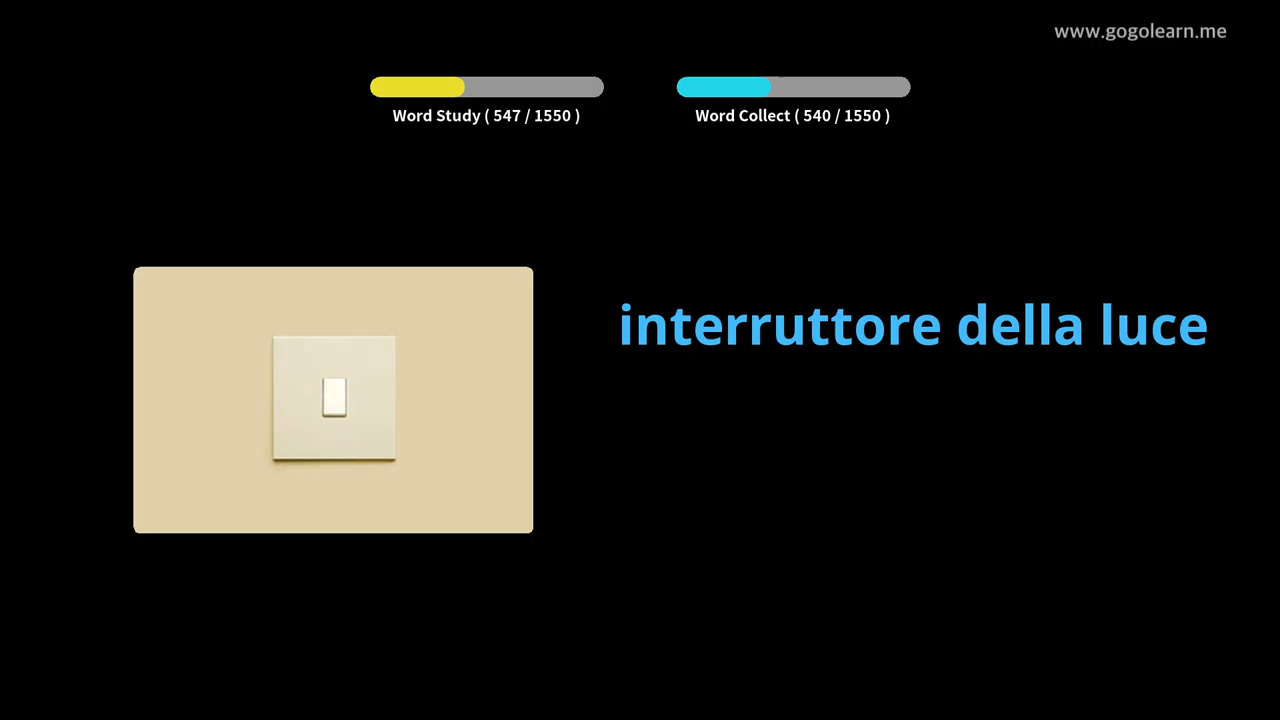 www.gogolearn.me
Word Study ( 547 / 1550 )
Word Collect ( 540 / 1550 )
interruttore della luce